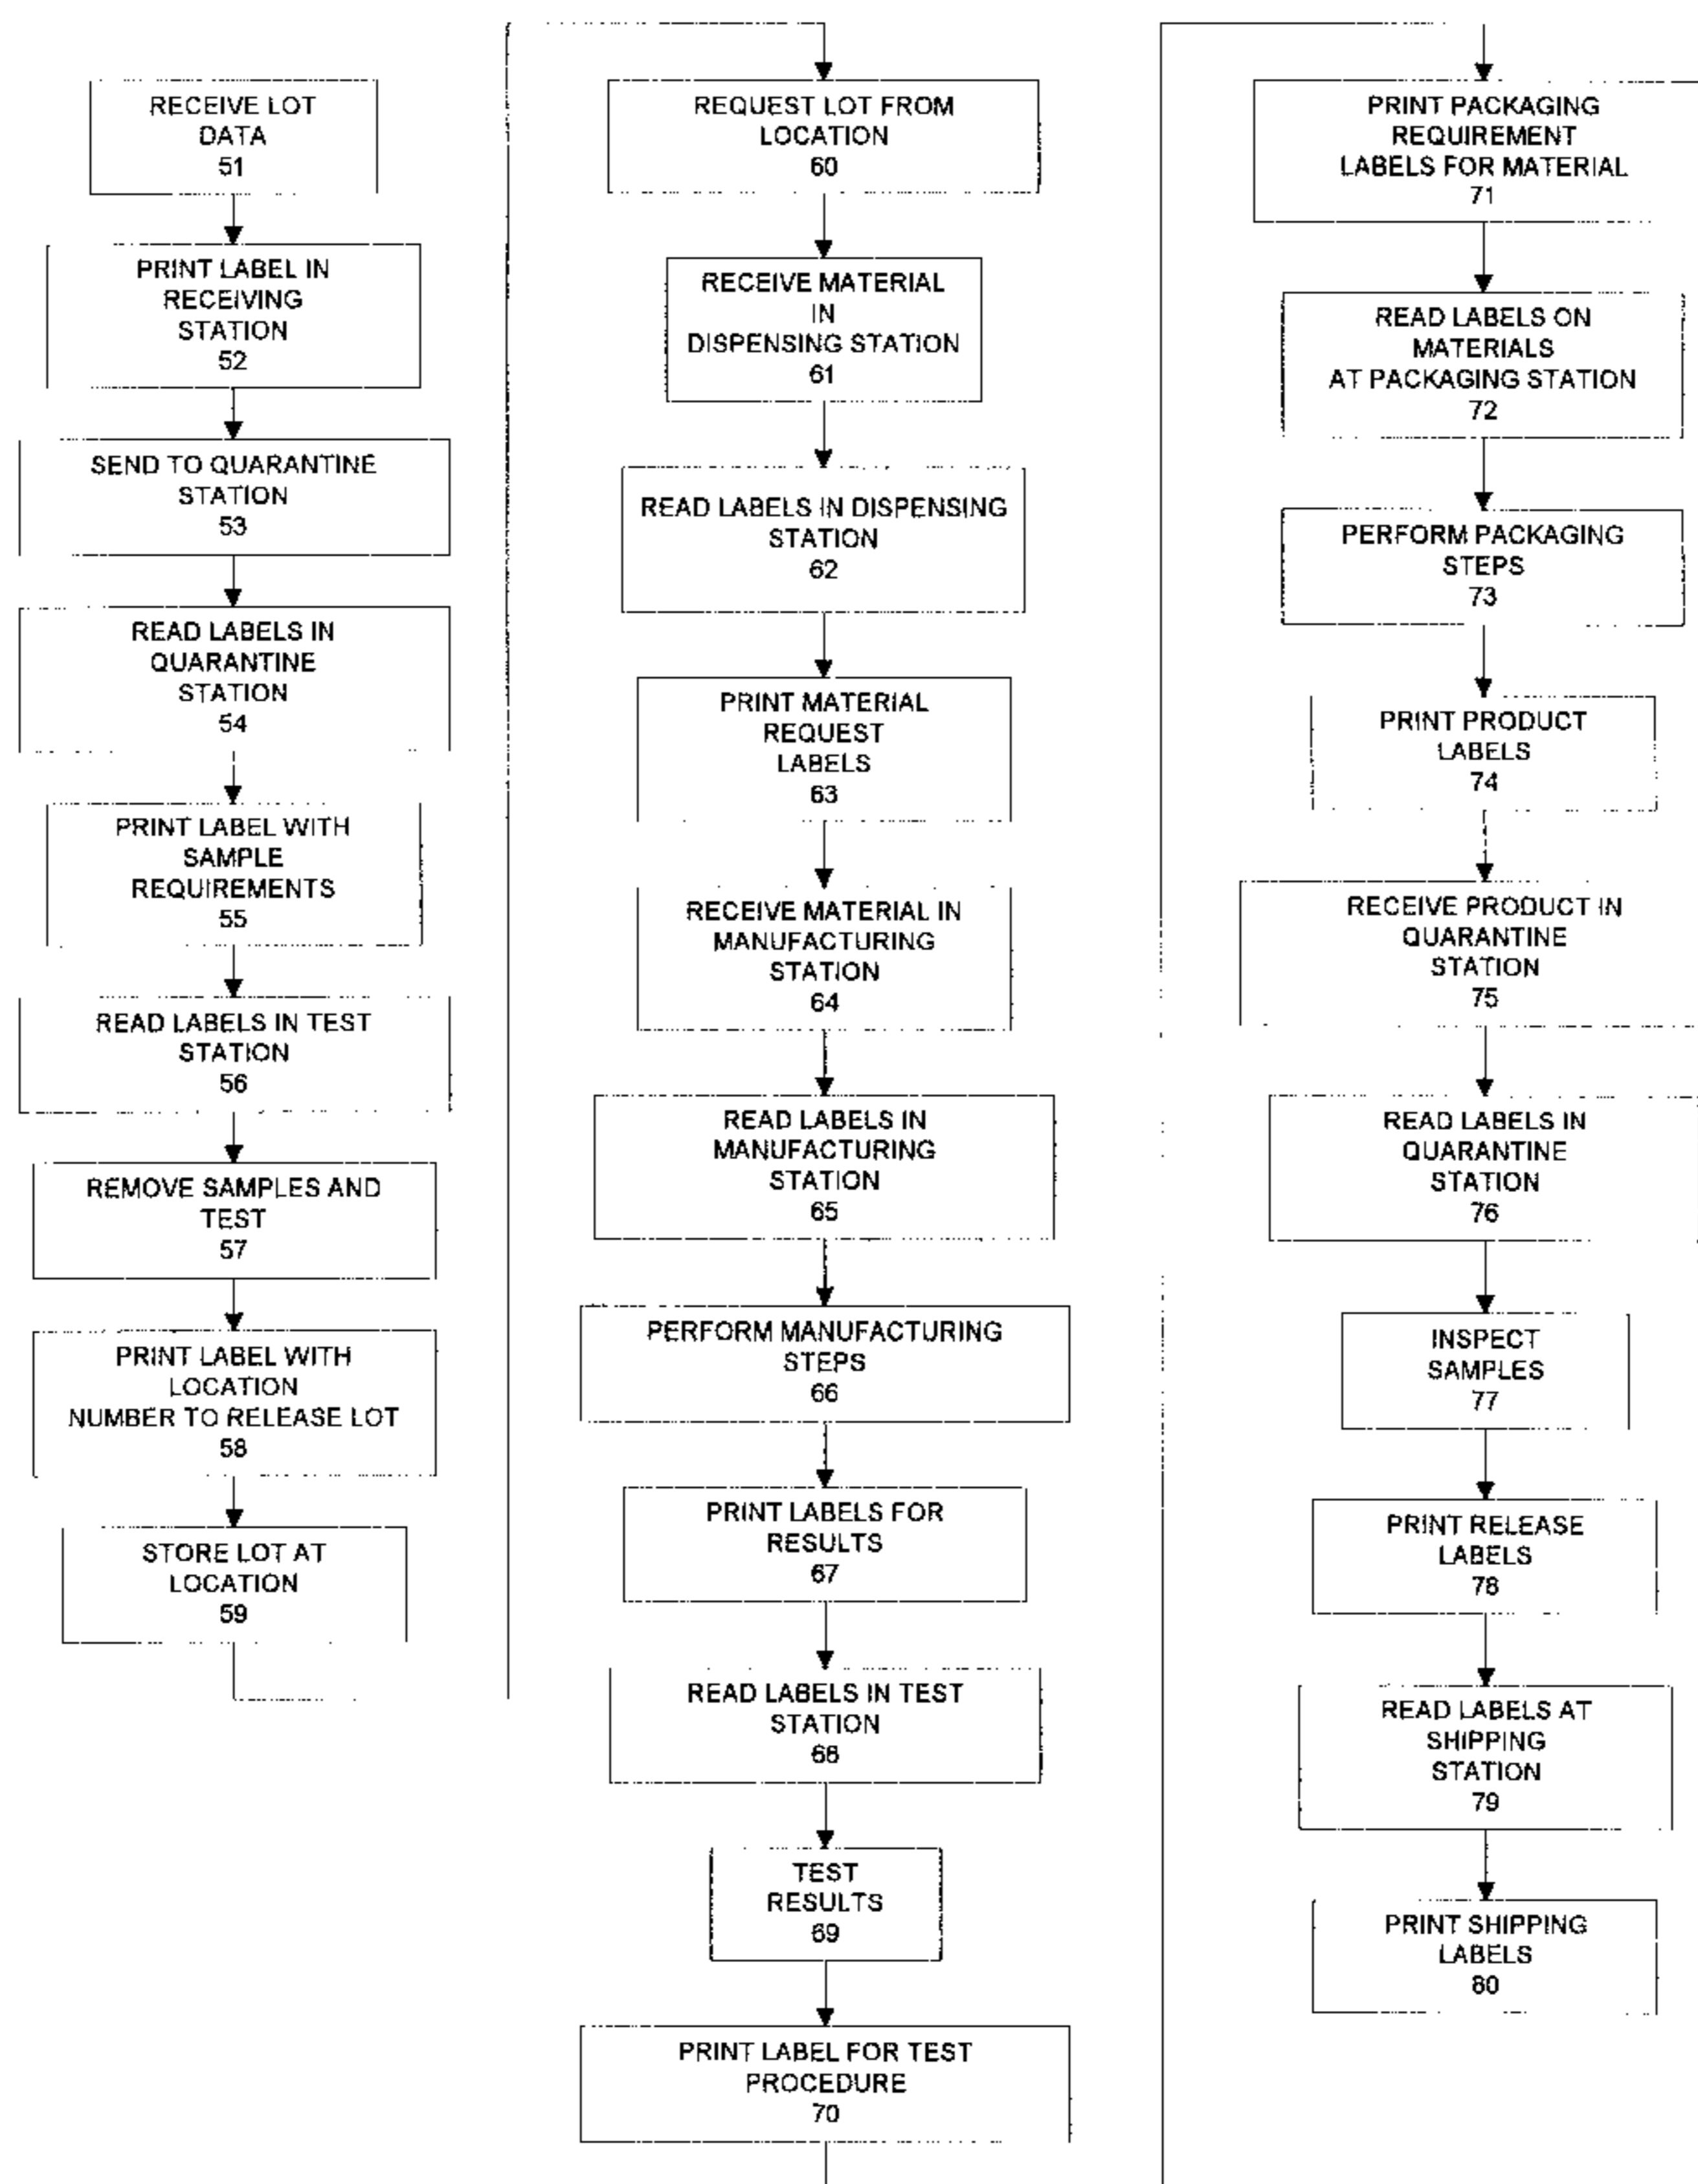 RECEIVE LOT
DATA
51
PRINT LABEL IN
RECEIVING
STATION
52
SEND TO QUARANTINE
STATION
53
READ LABELS IN
QUARANTINE
STATION
54
PRINT LABEL WITH
SAMPLE
REQUIREMENTS
55
READ LABELS IN TEST
STATION
56
REMOVE SAMPLES AND
TEST
57
PRINT LABEL WITH
LOCATION
NUMBER TO RELEASE LOT
58
STORE LOT AT
LOCATION
59
REQUEST LOT FROM
LOCATION
60
RECEIVE MATERIAL
IN
DISPENSING STATION
61
READ LABELS IN DISPENSING
STATION
62
PRINT MATERIAL
REQUEST
LABELS
63
RECEIVE MATERIAL IN
MANUFACTURING
STATION
64
READ LABELS IN
MANUFACTURING
STATION
65
PERFORM MANUFACTURING
STEPS
66
PRINT LABELS FOR
RESULTS
67
READ LABELS IN TEST
STATION
68
TEST
RESULTS
69
PRINT LABEL FOR TEST
PROCEDURE
70
PRINT PACKAGING
REQUIREMENT
LABELS FOR MATERIAL
71
READ LABELS ON
MATERIALS
AT PACKAGING STATION
72
PERFORM PACKAGING
STEPS
73
PRINT PRODUCT
LABELS
74
RECEIVE PRODUCT IN
QUARANTINE
STATION
75
READ LABELS IN
QUARANTINE
STATION
76
INSPECT
SAMPLES
77
PRINT RELEASE
LABELS
78
READ LABELS AT
SHIPPING
STATION
79
PRINT SHIPPING
LABELS
80